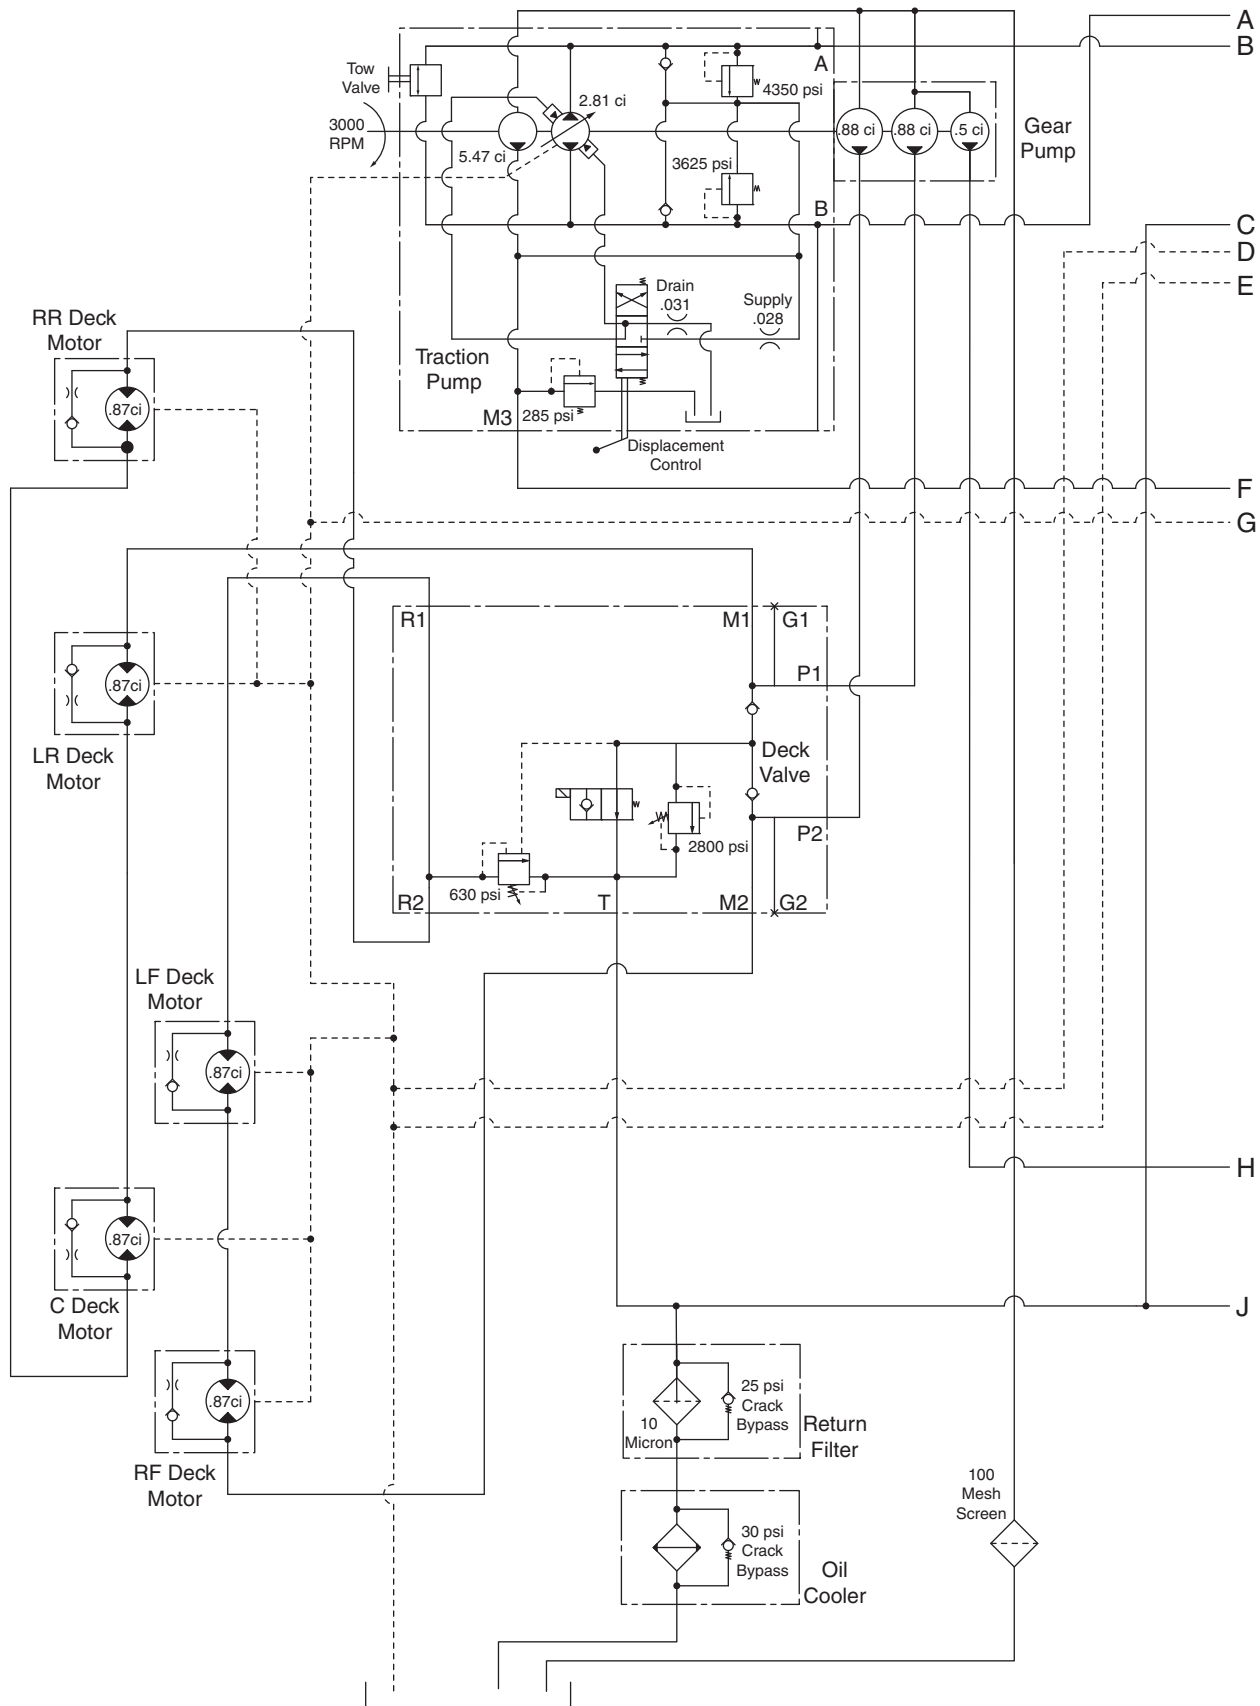 A
B
Tow
Valve
A
4350 psi
2.81 ci
3000
RPM
5.47 ci
.88 ci
.88 ci
.5 ci
Gear
Pump
3625 psi
B
C
D
E
Drain
.031
Supply
.028
RR Deck
Motor
.87ci
Traction
Pump
M3
285 psi
Displacement
Control
F
G
R1
M1
G1
P1
.87ci
LR Deck
Motor
Deck
Valve
P2
2800 psi
630 psi
R2
T
M2
G2
LF Deck
Motor
.87ci
H
.87ci
C Deck
Motor
J
.87ci
RF Deck
Motor
25 psi
Crack
Bypass
10
Micron
Return
Filter
100
Mesh
Screen
30 psi
Crack
Bypass
Oil
Cooler